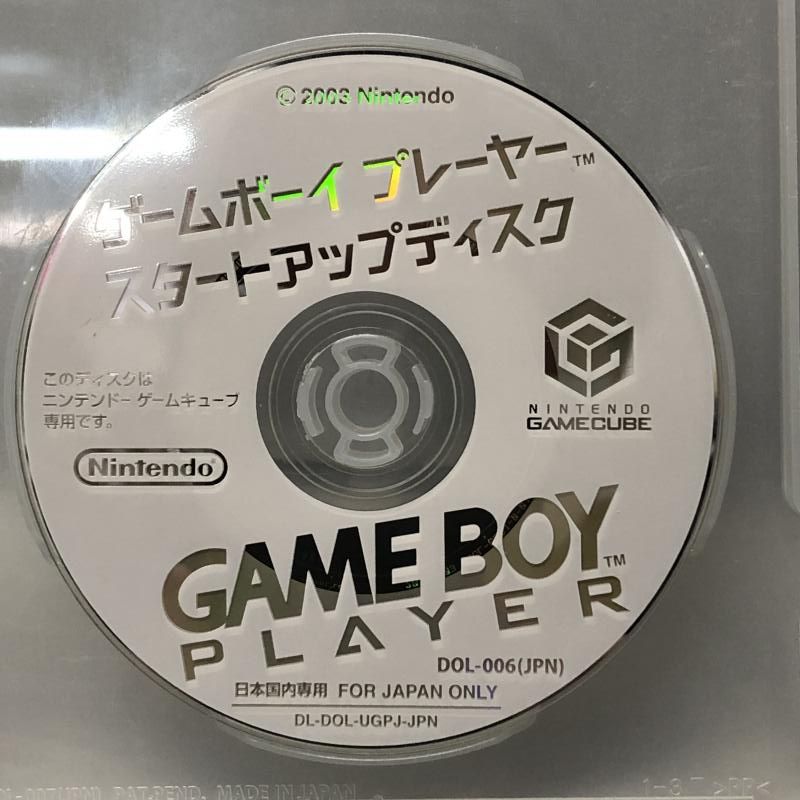 © 2003 Nintendo
ゲームボーイ プレーヤー™
スタートアップディスク
このディスクは
ニンテンドー ゲームキューブ
専用です。
Nintendo
NINTENDO
GAMECUBE
GAME BOY™
PLAYER
DOL-006(JPN)
日本国内専用 FOR JAPAN ONLY
DL-DOL-UGPJ-JPN
PAT.PEND. MADE IN JAPAN
>PP<